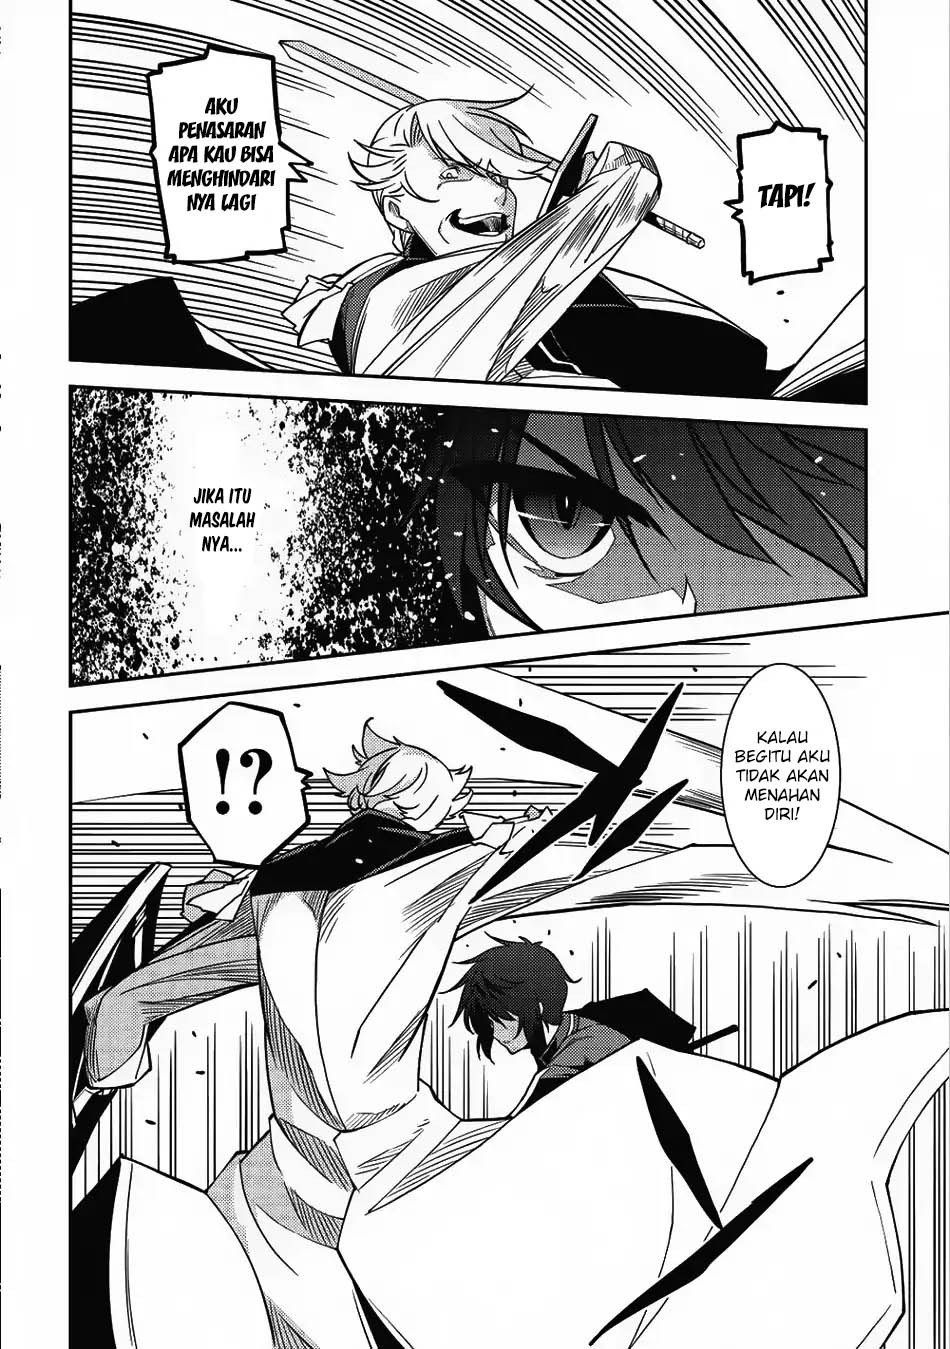 TAPI!
AKU
PENASARAN
APA KAU BISA
MENGHINDARI
NYA LAGI
JIKA ITU
MASALAH
NYA...
KALAU
BEGITU AKU
TIDAK AKAN
MENAHAN
DIRI!
!?